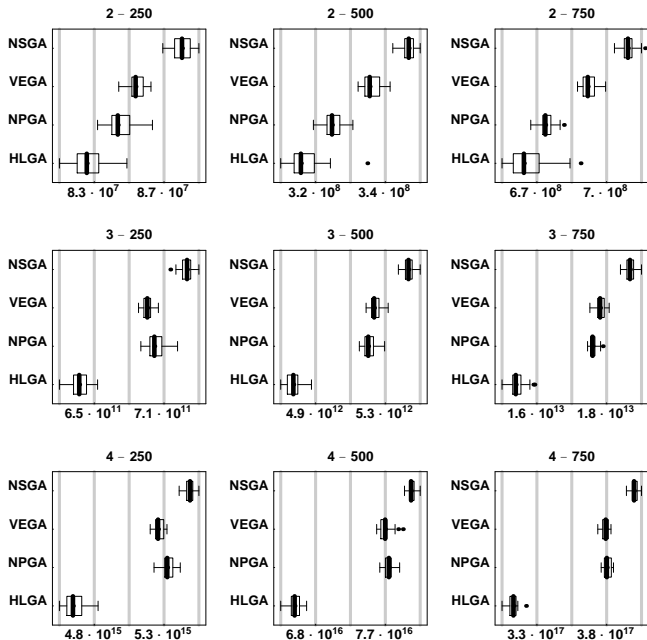 2 – 250
NSGA
VEGA
NPGA
HLGA
8.3 · 10⁷
8.7 · 10⁷
2 – 500
NSGA
VEGA
NPGA
HLGA
3.2 · 10⁸
3.4 · 10⁸
2 – 750
NSGA
VEGA
NPGA
HLGA
6.7 · 10⁸
7. · 10⁸
3 – 250
NSGA
VEGA
NPGA
HLGA
6.5 · 10¹¹
7.1 · 10¹¹
3 – 500
NSGA
VEGA
NPGA
HLGA
4.9 · 10¹²
5.3 · 10¹²
3 – 750
NSGA
VEGA
NPGA
HLGA
1.6 · 10¹³
1.8 · 10¹³
4 – 250
NSGA
VEGA
NPGA
HLGA
4.8 · 10¹⁵
5.3 · 10¹⁵
4 – 500
NSGA
VEGA
NPGA
HLGA
6.8 · 10¹⁶
7.7 · 10¹⁶
4 – 750
NSGA
VEGA
NPGA
HLGA
3.3 · 10¹⁷
3.8 · 10¹⁷